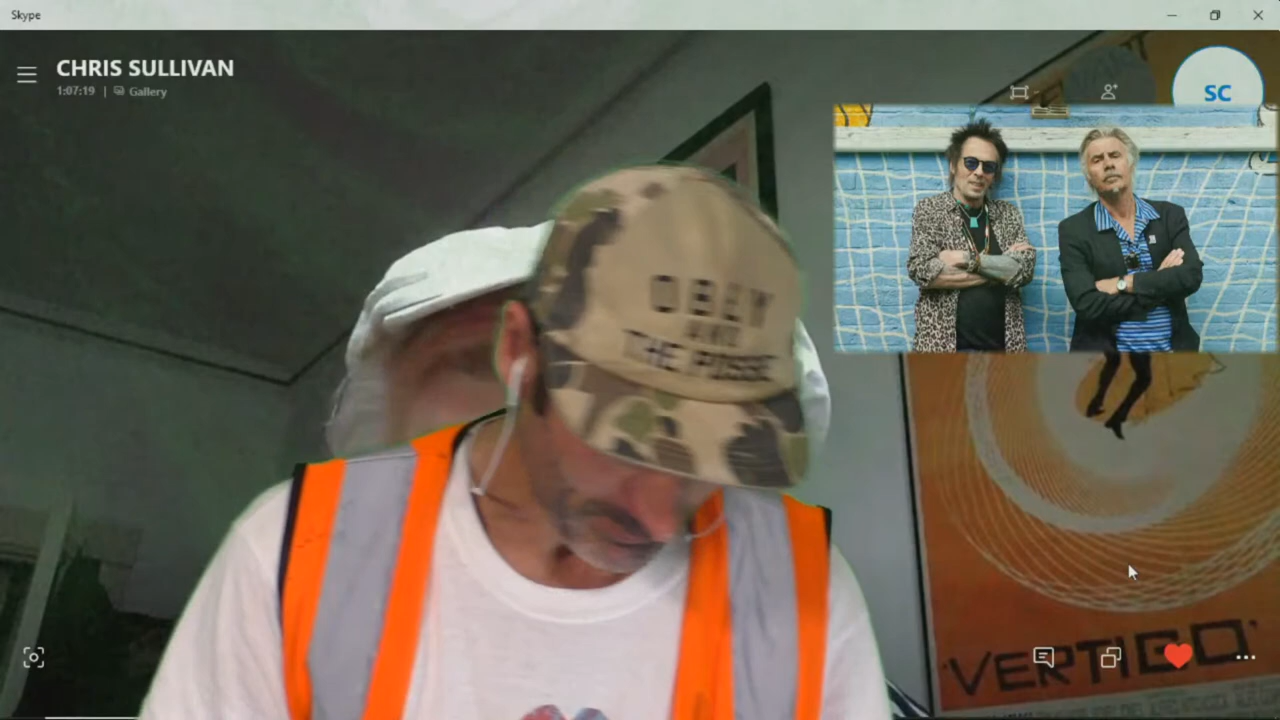 Skype
CHRIS SULLIVAN
1:07:19 | Gallery
SC
OBEY
AND
THE POSSE
'VERTIGO'